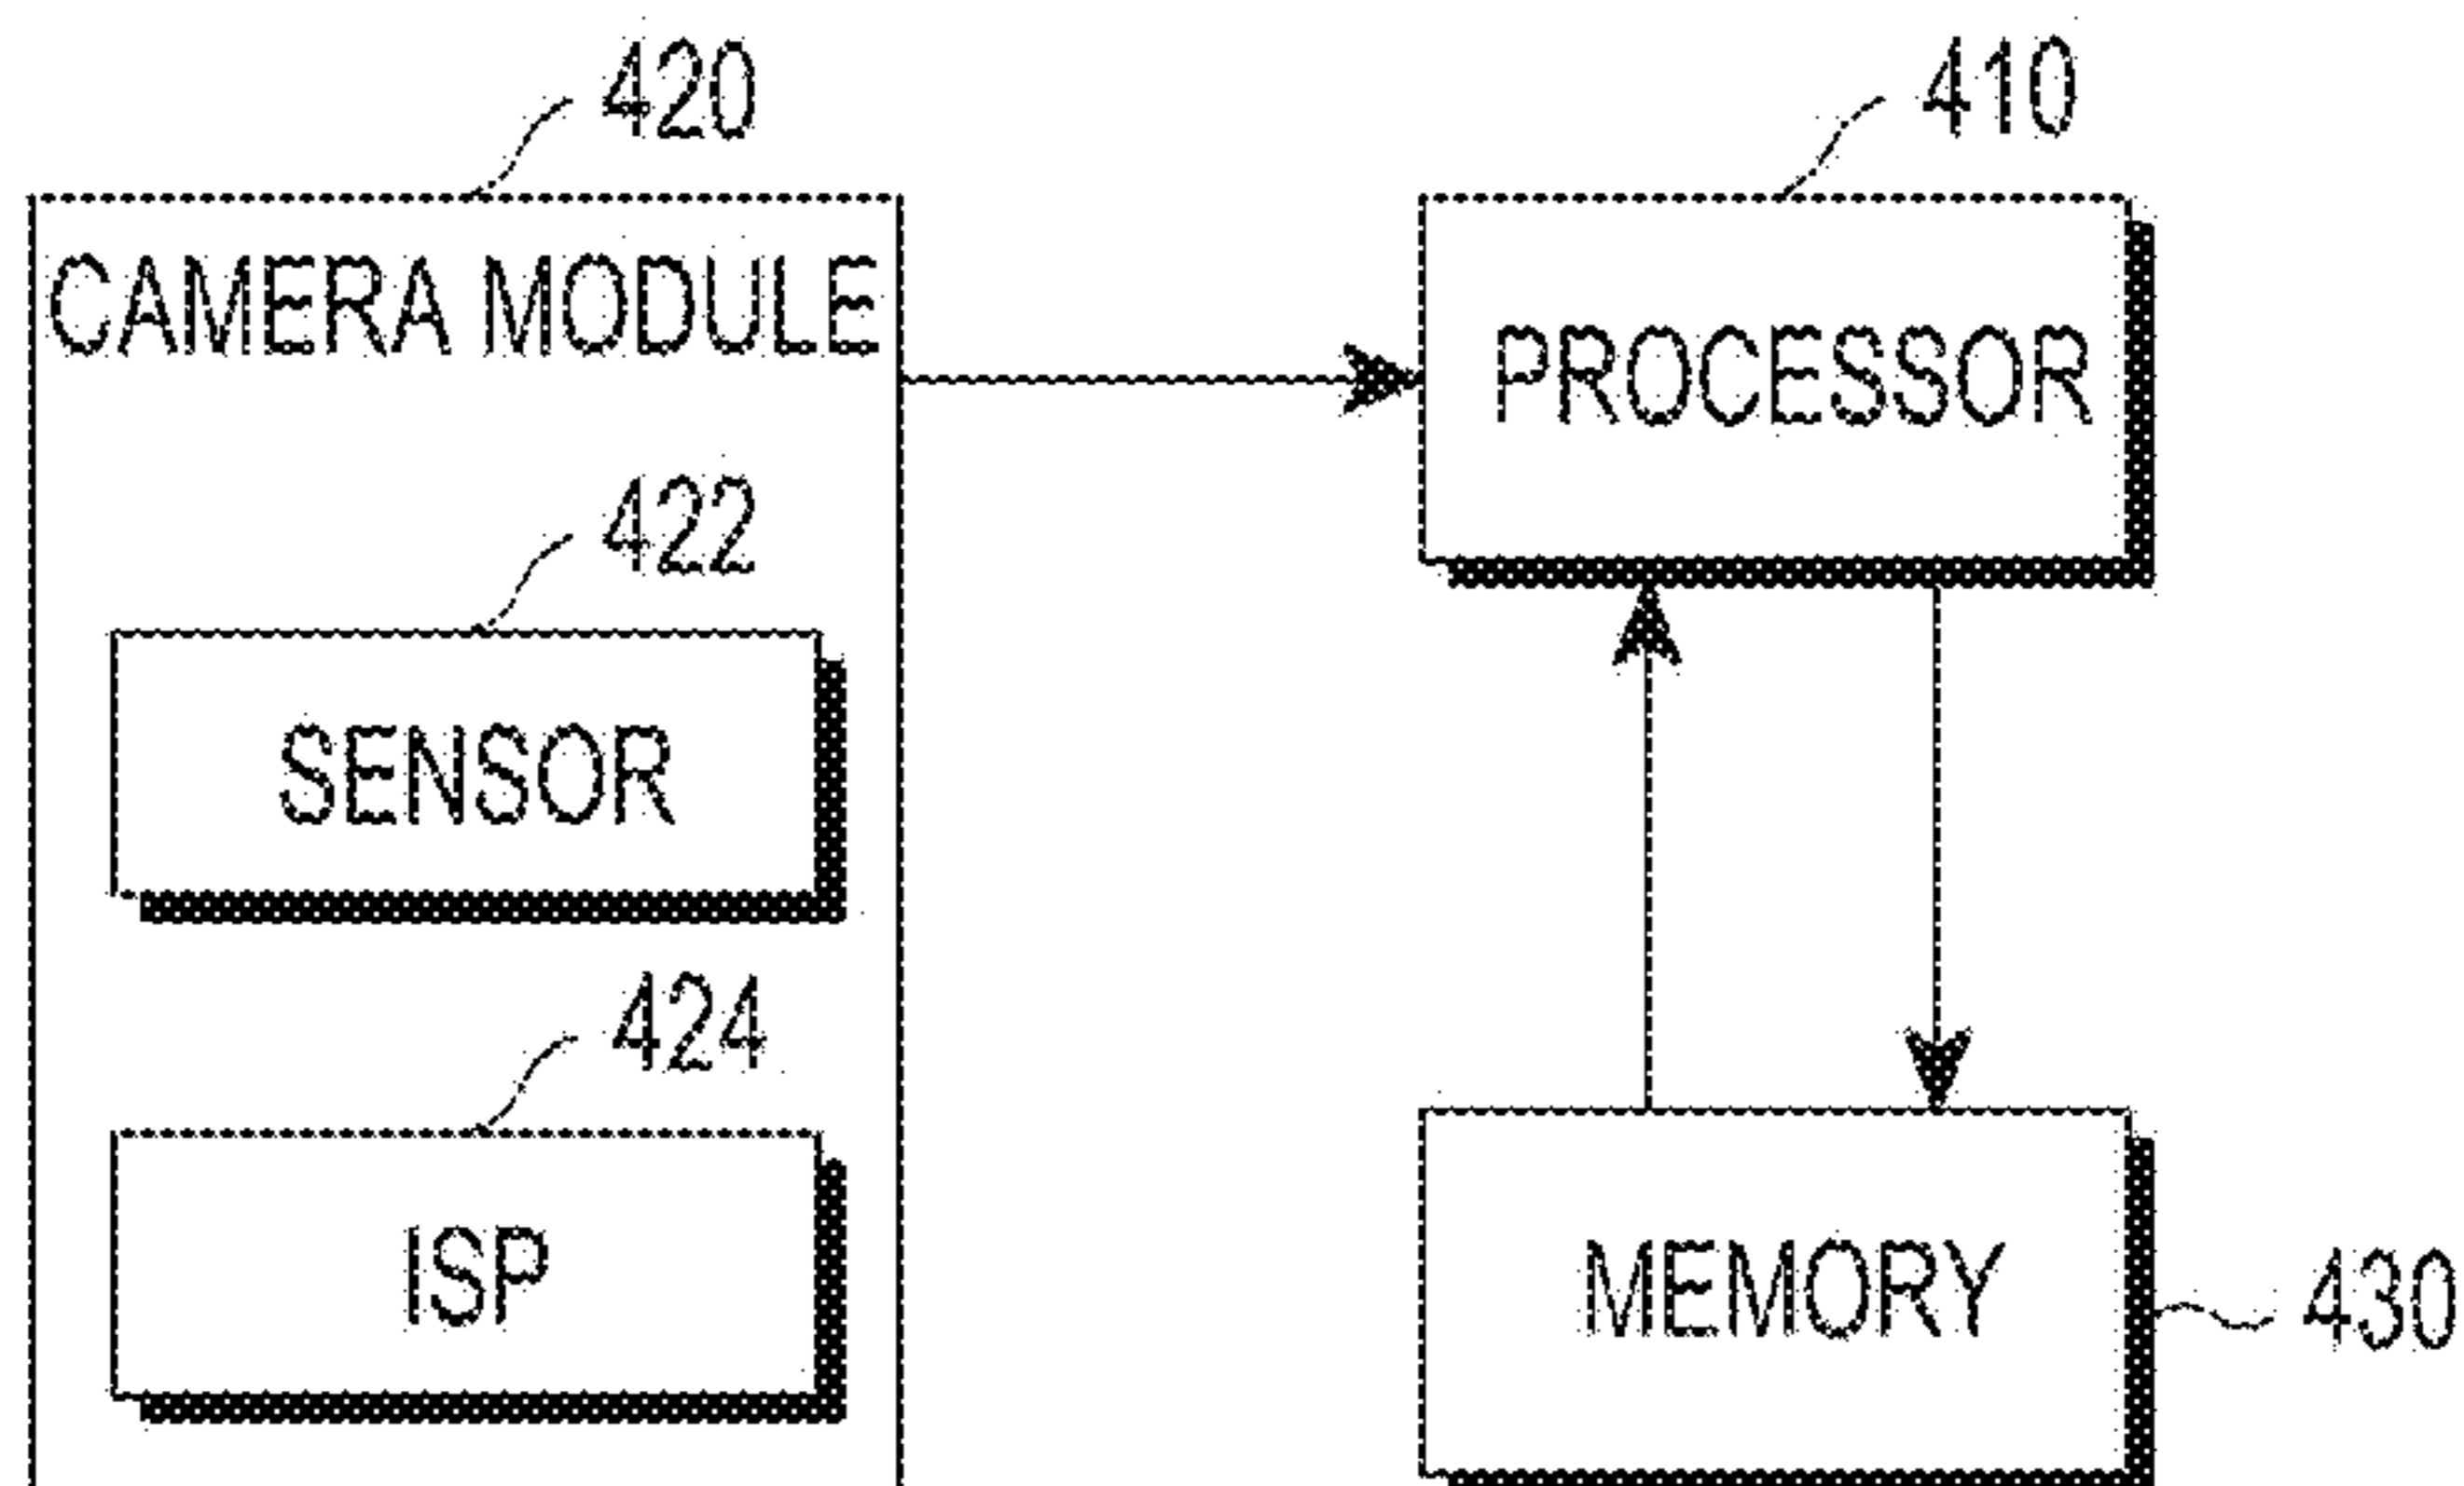 420
410
CAMERA MODULE
PROCESSOR
422
SENSOR
424
ISP
MEMORY
430